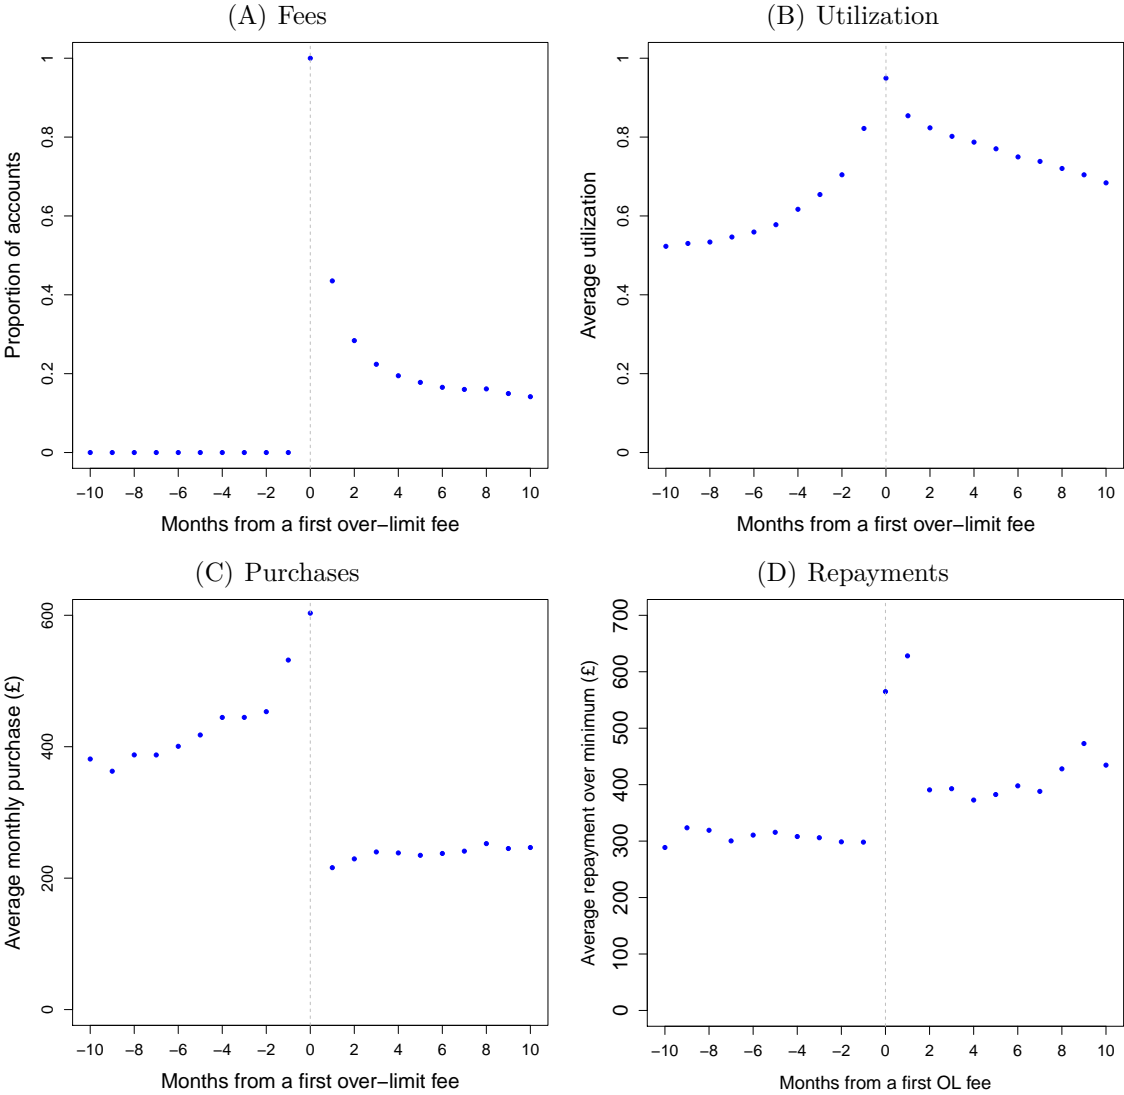 (A) Fees
Proportion of accounts
1
0.8
0.6
0.4
0.2
0
−10 −8 −6 −4 −2 0 2 4 6 8 10
Months from a first over−limit fee
(B) Utilization
Average utilization
1
0.8
0.6
0.4
0.2
0
−10 −8 −6 −4 −2 0 2 4 6 8 10
Months from a first over−limit fee
(C) Purchases
Average monthly purchase (£)
600
400
200
0
−10 −8 −6 −4 −2 0 2 4 6 8 10
Months from a first over−limit fee
(D) Repayments
Average repayment over minimum (£)
700
600
500
400
300
200
100
0
−10 −8 −6 −4 −2 0 2 4 6 8 10
Months from a first OL fee